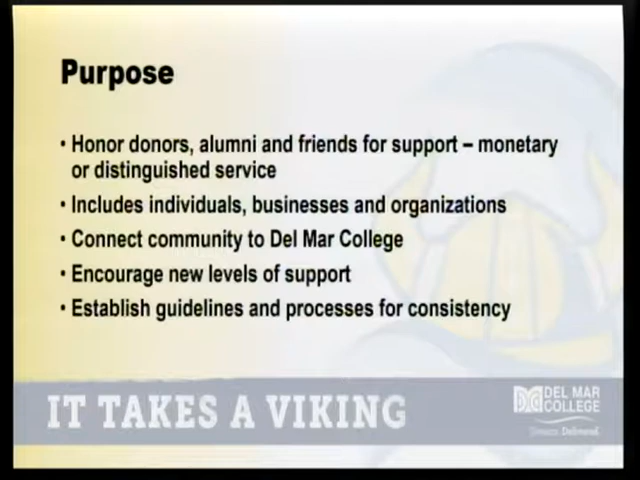 Purpose
• Honor donors, alumni and friends for support – monetary
or distinguished service
• Includes individuals, businesses and organizations
• Connect community to Del Mar College
• Encourage new levels of support
• Establish guidelines and processes for consistency
IT TAKES A VIKING
DEL MAR
COLLEGE